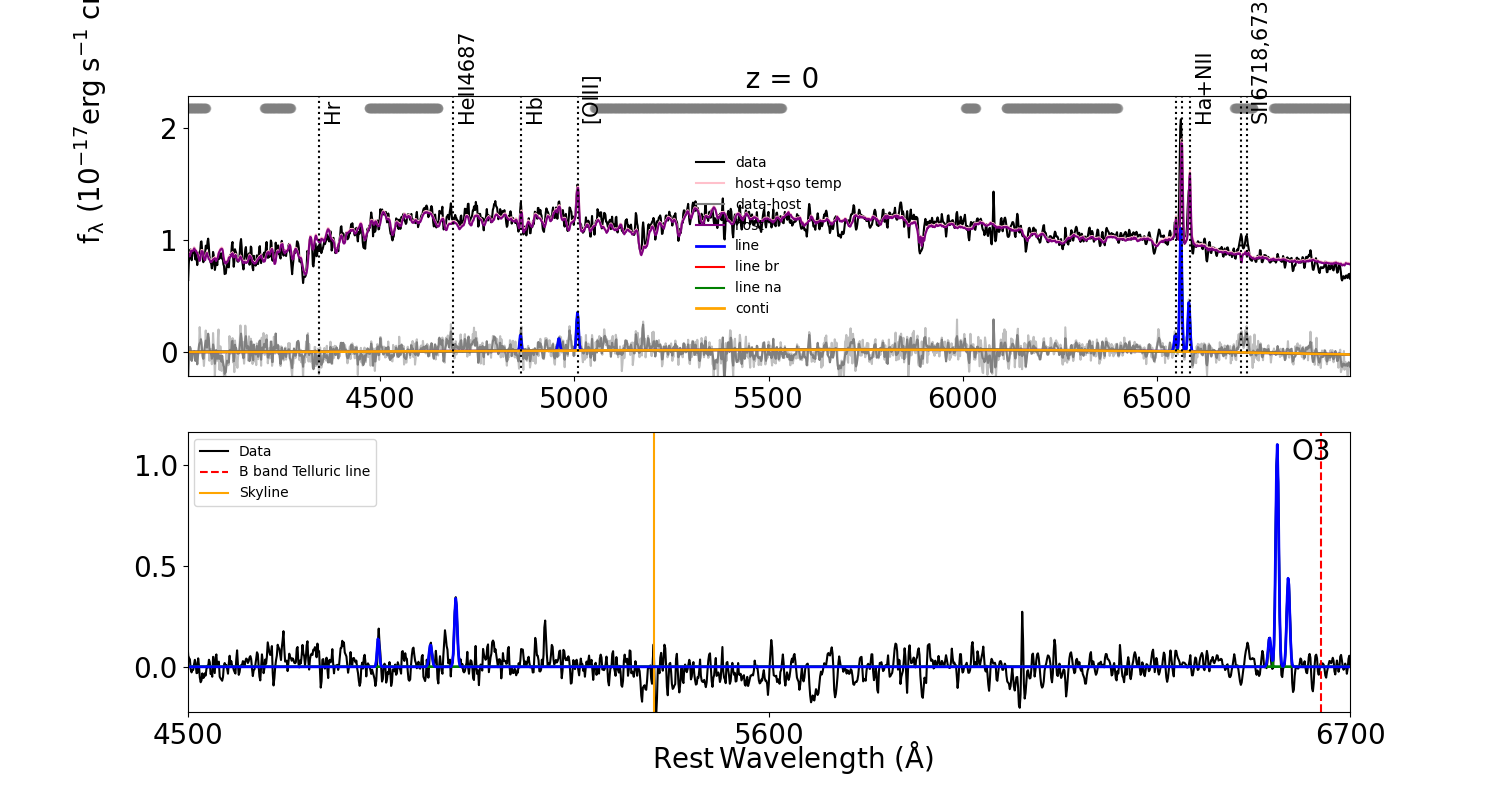 z = 0
fλ (10−17erg s−1 c
Hr
HeII4687
Hb
[OIII]
Ha+NII
SII6718,673
2
1
0
data
host+qso temp
data-host
host
line
line br
line na
conti
4500 5000 5500 6000 6500
Data
B band Telluric line
Skyline
O3
1.0
0.5
0.0
4500 5600 6700
Rest Wavelength (Å)